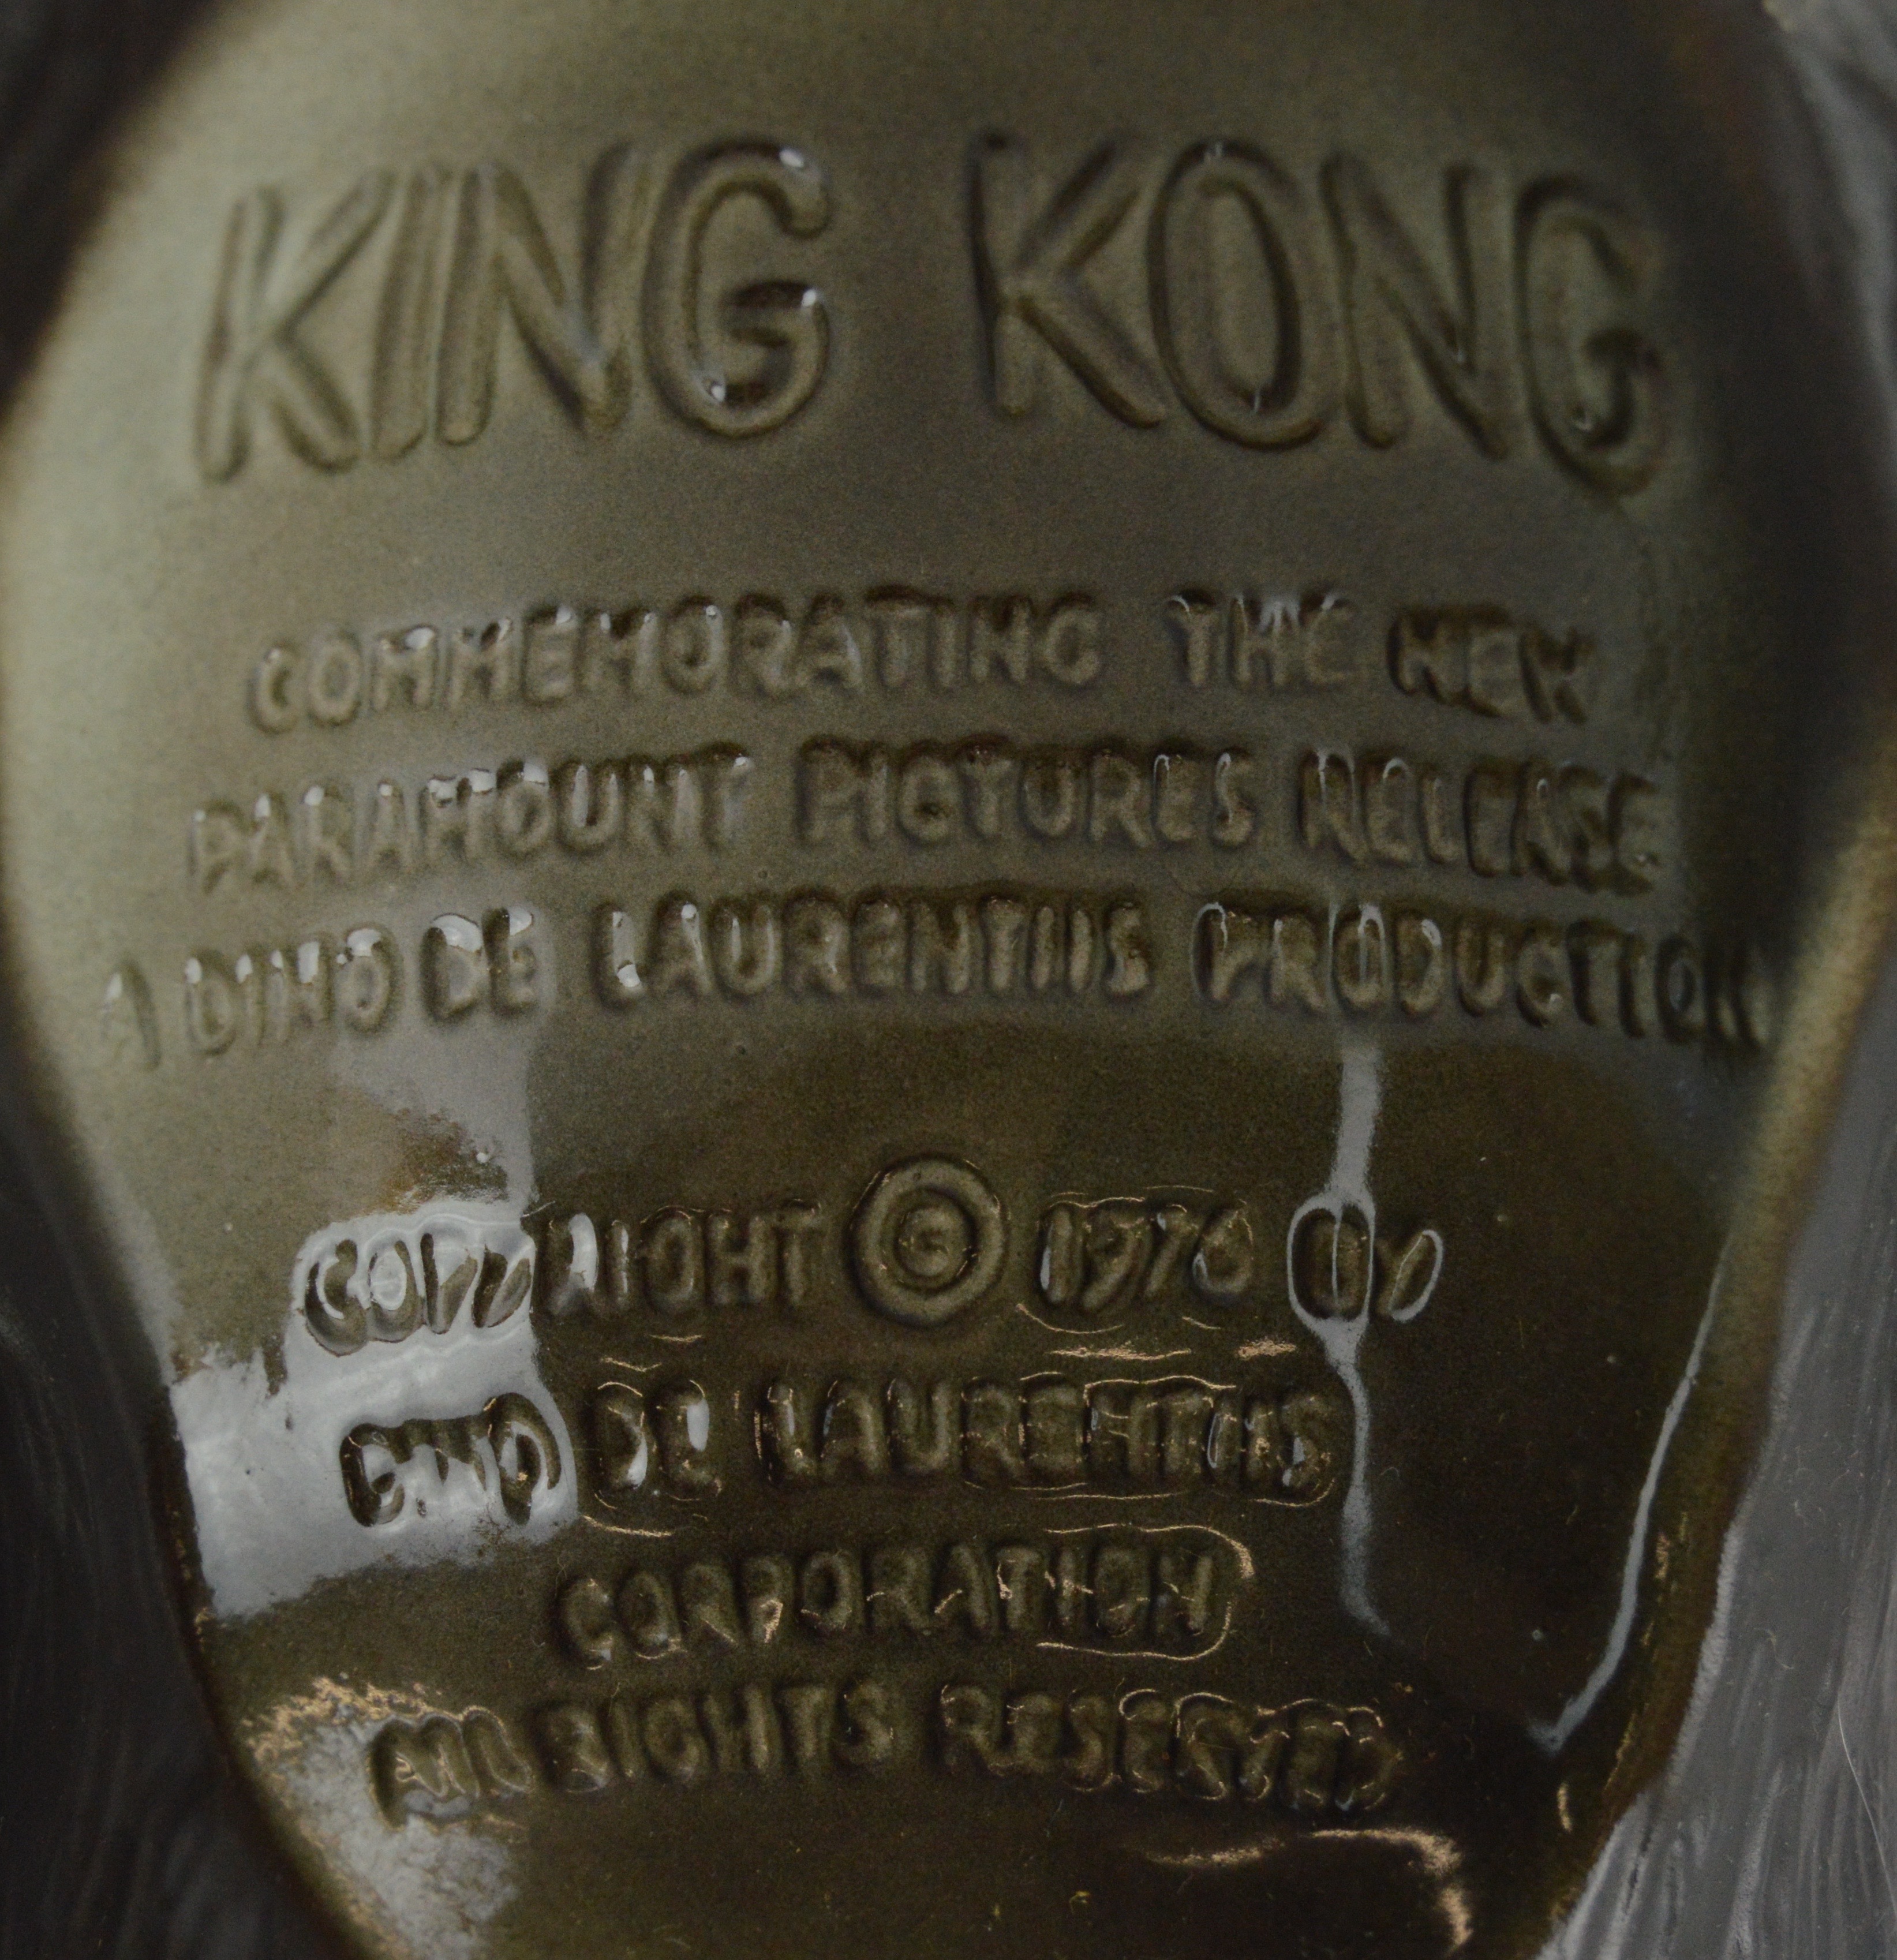 KING KONG
COMMEMORATING THE NEW
PARAMOUNT PICTURES RELEASE
A DINO DE LAURENTIIS PRODUCTION
COPYRIGHT © 1976 BY
DINO DE LAURENTIIS
CORPORATION
ALL RIGHTS RESERVED